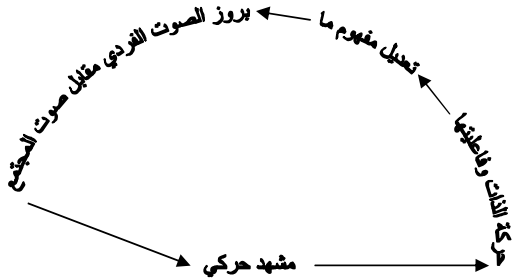 بروز الصوت الفردي مقابل صوت المجتمع
تعديل مفهوم ما
حركة الذات وفاعليتها
مشهد حركي